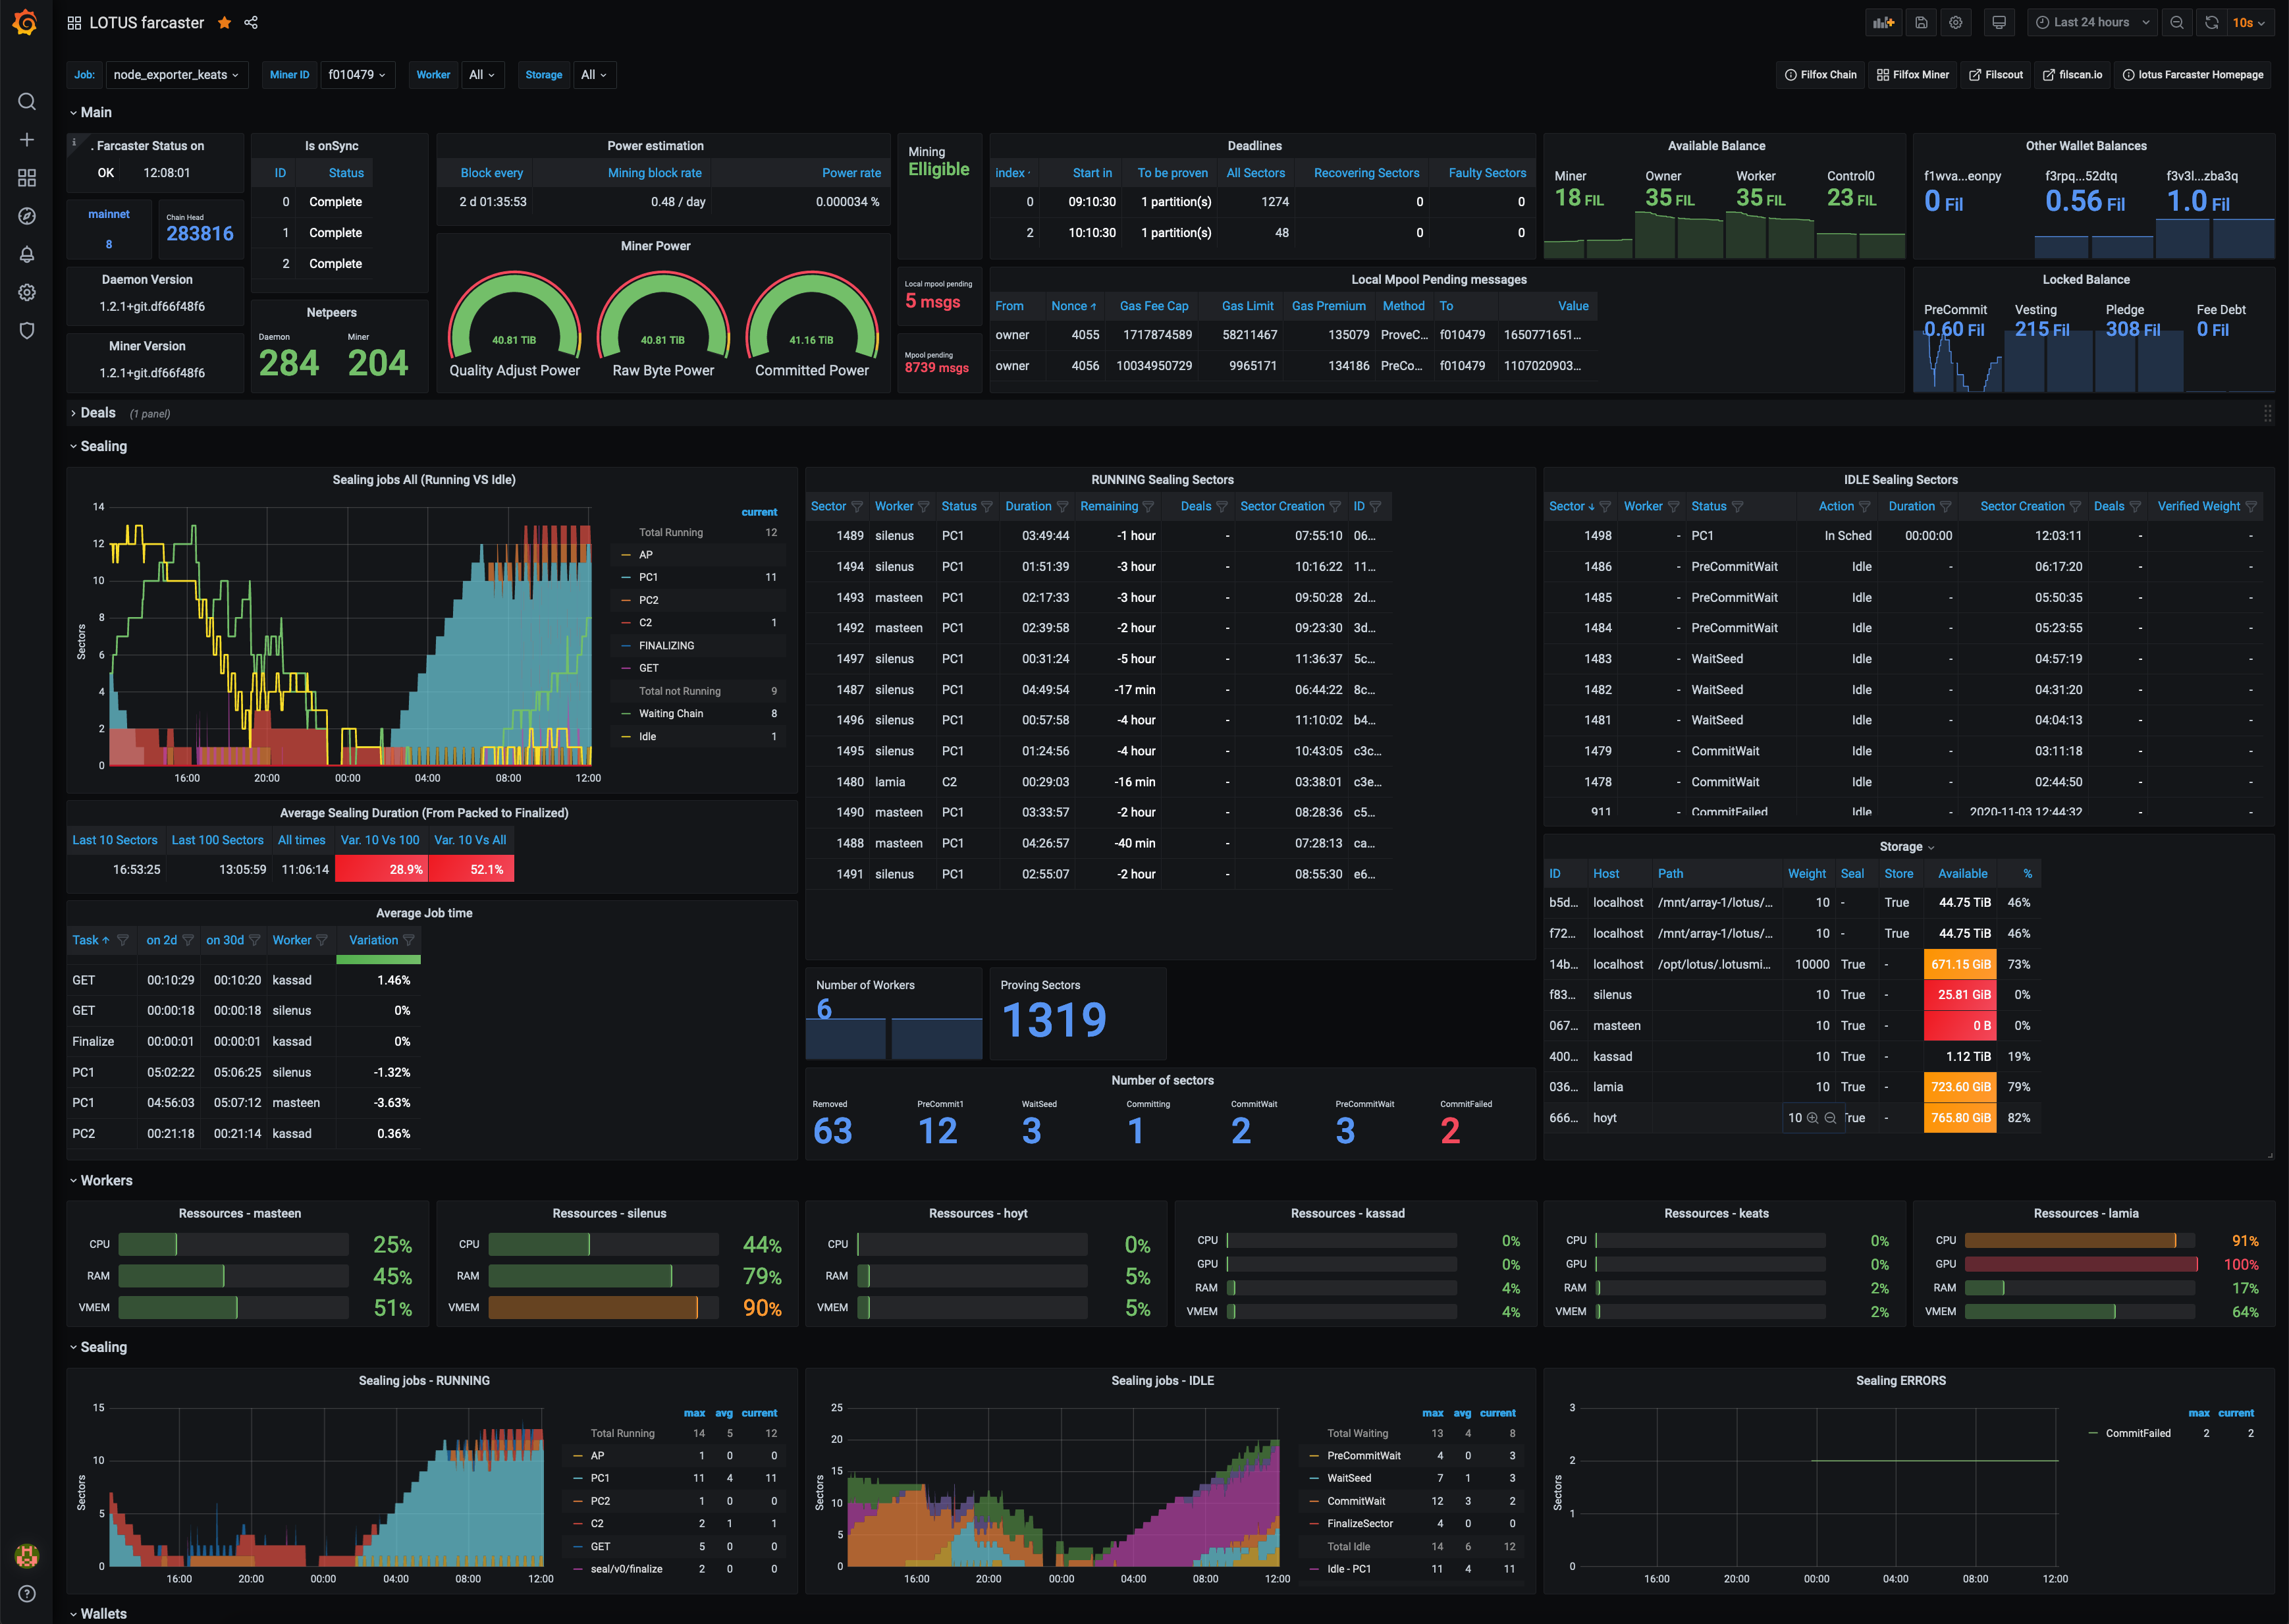 LOTUS farcaster
Last 24 hours
10s
Job: node_exporter_keats Miner ID f010479 Worker All Storage All
Filfox Chain Filfox Miner Filscout filscan.io lotus Farcaster Homepage
Main
. Farcaster Status on
OK 12:08:01
mainnet
8
Chain Head
283816
Daemon Version
1.2.1+git.df66f48f6
Miner Version
1.2.1+git.df66f48f6
Is onSync
ID Status
0 Complete
1 Complete
2 Complete
Netpeers
Daemon Miner
284 204
Power estimation
Block every Mining block rate Power rate
2 d 01:35:53 0.48 / day 0.000034 %
Miner Power
40.81 TiB 40.81 TiB 41.16 TiB
Quality Adjust Power Raw Byte Power Committed Power
Mining
Elligible
Local mpool pending
5 msgs
Mpool pending
8739 msgs
Deadlines
index Start in To be proven All Sectors Recovering Sectors Faulty Sectors
0 09:10:30 1 partition(s) 1274 0 0
2 10:10:30 1 partition(s) 48 0 0
Local Mpool Pending messages
From Nonce Gas Fee Cap Gas Limit Gas Premium Method To Value
owner 4055 1717874589 58211467 135079 ProveC... f010479 1650771651...
owner 4056 10034950729 9965171 134186 PreCo... f010479 1107020903...
Available Balance
Miner Owner Worker Control0
18 FIL 35 FIL 35 FIL 23 FIL
Other Wallet Balances
f1wva...eonpy f3rpq...52dtq f3v3l...zba3q
0 Fil 0.56 Fil 1.0 Fil
Locked Balance
PreCommit Vesting Pledge Fee Debt
0.60 Fil 215 Fil 308 Fil 0 Fil
Deals (1 panel)
Sealing
Sealing jobs All (Running VS Idle)
Sectors
14
12
10
8
6
4
2
0
16:00 20:00 00:00 04:00 08:00 12:00
current
Total Running 12
AP
PC1 11
PC2
C2 1
FINALIZING
GET
Total not Running 9
Waiting Chain 8
Idle 1
Average Sealing Duration (From Packed to Finalized)
Last 10 Sectors Last 100 Sectors All times Var. 10 Vs 100 Var. 10 Vs All
16:53:25 13:05:59 11:06:14 28.9% 52.1%
Average Job time
Task on 2d on 30d Worker Variation
GET 00:10:29 00:10:20 kassad 1.46%
GET 00:00:18 00:00:18 silenus 0%
Finalize 00:00:01 00:00:01 kassad 0%
PC1 05:02:22 05:06:25 silenus -1.32%
PC1 04:56:03 05:07:12 masteen -3.63%
PC2 00:21:18 00:21:14 kassad 0.36%
RUNNING Sealing Sectors
Sector Worker Status Duration Remaining Deals Sector Creation ID
1489 silenus PC1 03:49:44 -1 hour - 07:55:10 06...
1494 silenus PC1 01:51:39 -3 hour - 10:16:22 11...
1493 masteen PC1 02:17:33 -3 hour - 09:50:28 2d...
1492 masteen PC1 02:39:58 -2 hour - 09:23:30 3d...
1497 silenus PC1 00:31:24 -5 hour - 11:36:37 5c...
1487 silenus PC1 04:49:54 -17 min - 06:44:22 8c...
1496 silenus PC1 00:57:58 -4 hour - 11:10:02 b4...
1495 silenus PC1 01:24:56 -4 hour - 10:43:05 c3c...
1480 lamia C2 00:29:03 -16 min - 03:38:01 c3e...
1490 masteen PC1 03:33:57 -2 hour - 08:28:36 c5...
1488 masteen PC1 04:26:57 -40 min - 07:28:13 ca...
1491 silenus PC1 02:55:07 -2 hour - 08:55:30 e6...
Number of Workers
6
Proving Sectors
1319
Number of sectors
Removed PreCommit1 WaitSeed Committing CommitWait PreCommitWait CommitFailed
63 12 3 1 2 3 2
IDLE Sealing Sectors
Sector Worker Status Action Duration Sector Creation Deals Verified Weight
1498 - PC1 In Sched 00:00:00 12:03:11 - -
1486 - PreCommitWait Idle - 06:17:20 - -
1485 - PreCommitWait Idle - 05:50:35 - -
1484 - PreCommitWait Idle - 05:23:55 - -
1483 - WaitSeed Idle - 04:57:19 - -
1482 - WaitSeed Idle - 04:31:20 - -
1481 - WaitSeed Idle - 04:04:13 - -
1479 - CommitWait Idle - 03:11:18 - -
1478 - CommitWait Idle - 02:44:50 - -
911 - CommitFailed Idle - 2020-11-03 12:44:32 - -
Storage
ID Host Path Weight Seal Store Available %
b5d... localhost /mnt/array-1/lotus/... 10 - True 44.75 TiB 46%
f72... localhost /mnt/array-1/lotus/... 10 - True 44.75 TiB 46%
14b... localhost /opt/lotus/.lotusmi... 10000 True - 671.15 GiB 73%
f83... silenus 10 True - 25.81 GiB 0%
067... masteen 10 True - 0 B 0%
400... kassad 10 True - 1.12 TiB 19%
036... lamia 10 True - 723.60 GiB 79%
666... hoyt 10 True - 765.80 GiB 82%
Workers
Ressources - masteen
CPU 25%
RAM 45%
VMEM 51%
Ressources - silenus
CPU 44%
RAM 79%
VMEM 90%
Ressources - hoyt
CPU 0%
RAM 5%
VMEM 5%
Ressources - kassad
CPU 0%
GPU 0%
RAM 4%
VMEM 4%
Ressources - keats
CPU 0%
GPU 0%
RAM 2%
VMEM 2%
Ressources - lamia
CPU 91%
GPU 100%
RAM 17%
VMEM 64%
Sealing
Sealing jobs - RUNNING
Sectors
15
10
5
0
16:00 20:00 00:00 04:00 08:00 12:00
max avg current
Total Running 14 5 12
AP 1 0 0
PC1 11 4 11
PC2 1 0 0
C2 2 1 1
GET 5 0 0
seal/v0/finalize 2 0 0
Sealing jobs - IDLE
Sectors
25
20
15
10
5
0
16:00 20:00 00:00 04:00 08:00 12:00
max avg current
Total Waiting 13 4 8
PreCommitWait 4 0 3
WaitSeed 7 1 3
CommitWait 12 3 2
FinalizeSector 4 0 0
Total Idle 14 6 12
Idle - PC1 11 4 11
Sealing ERRORS
Sectors
3
2
1
0
16:00 20:00 00:00 04:00 08:00 12:00
max current
CommitFailed 2 2
Wallets